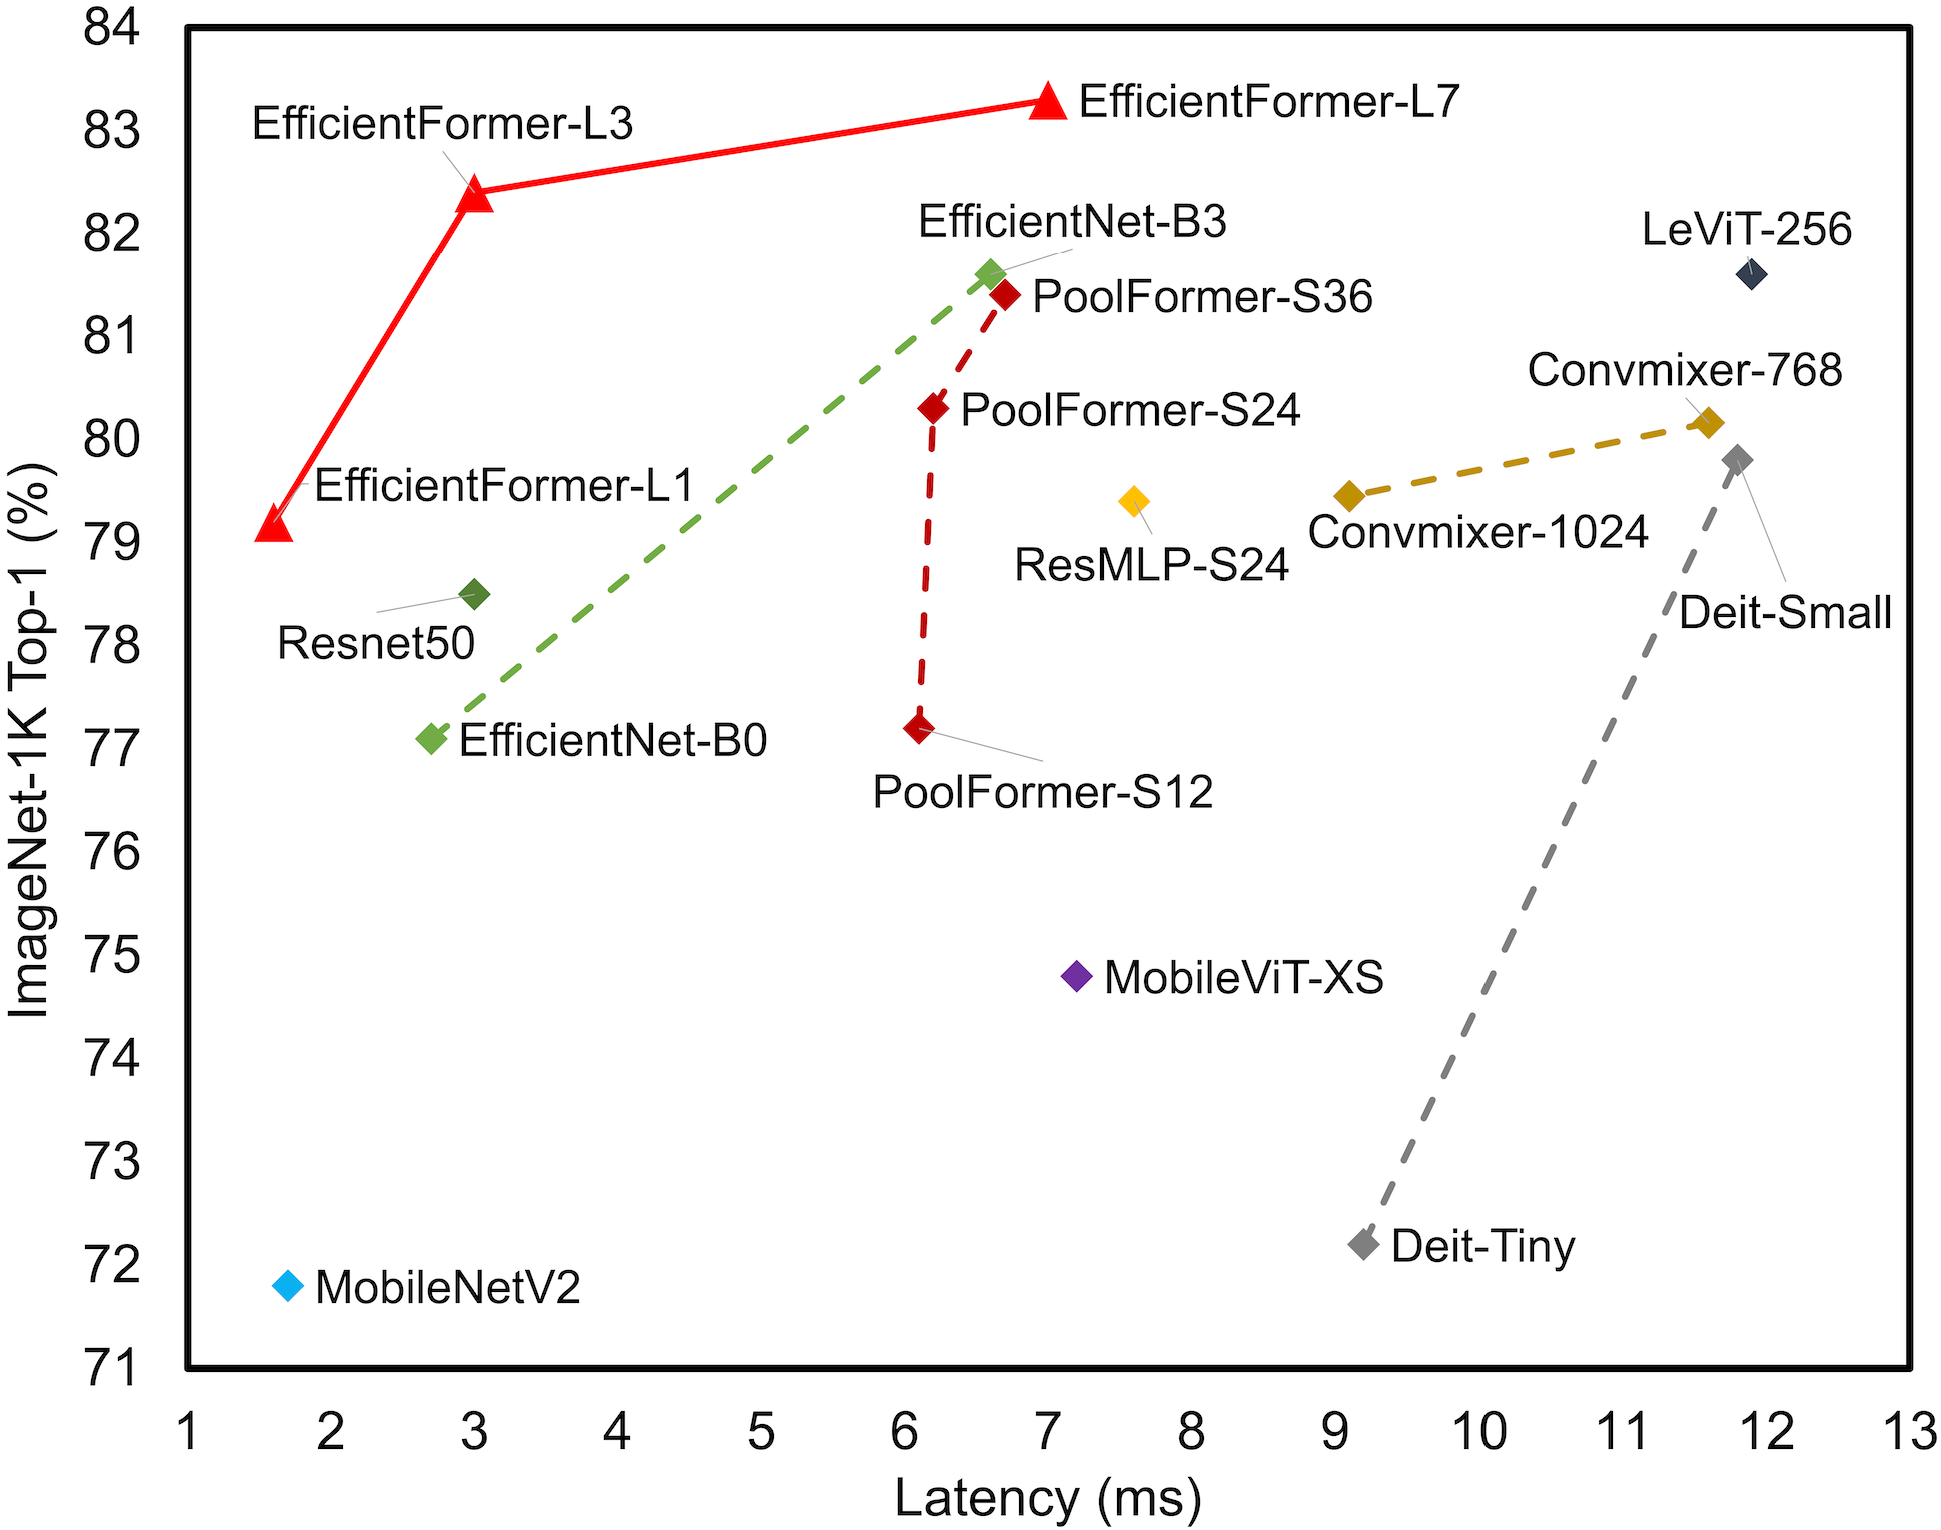 84
83
82
81
80
79
78
77
76
75
74
73
72
71
ImageNet-1K Top-1 (%)
EfficientFormer-L3
EfficientFormer-L7
EfficientNet-B3
LeViT-256
PoolFormer-S36
Convmixer-768
PoolFormer-S24
EfficientFormer-L1
Convmixer-1024
ResMLP-S24
Deit-Small
Resnet50
EfficientNet-B0
PoolFormer-S12
MobileViT-XS
Deit-Tiny
MobileNetV2
1 2 3 4 5 6 7 8 9 10 11 12 13
Latency (ms)